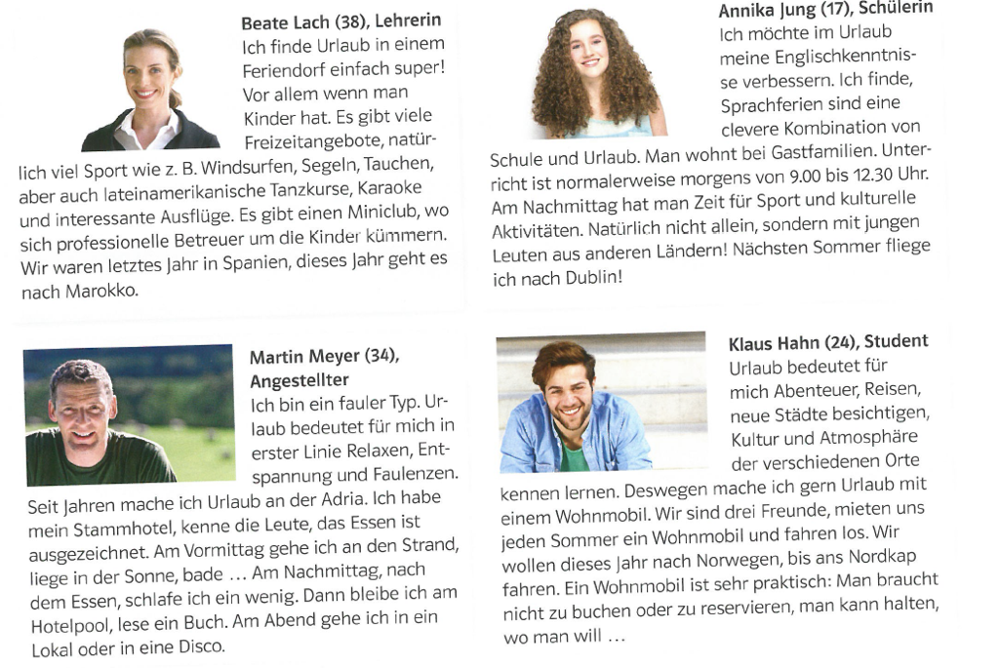 Beate Lach (38), Lehrerin
Ich finde Urlaub in einem
Feriendorf einfach super!
Vor allem wenn man
Kinder hat. Es gibt viele
Freizeitangebote, natür-
lich viel Sport wie z. B. Windsurfen, Segeln, Tauchen,
aber auch lateinamerikanische Tanzkurse, Karaoke
und interessante Ausflüge. Es gibt einen Miniclub, wo
sich professionelle Betreuer um die Kinder kümmern.
Wir waren letztes Jahr in Spanien, dieses Jahr geht es
nach Marokko.
Annika Jung (17), Schülerin
Ich möchte im Urlaub
meine Englischkenntnis-
se verbessern. Ich finde,
Sprachferien sind eine
clevere Kombination von
Schule und Urlaub. Man wohnt bei Gastfamilien. Unter-
richt ist normalerweise morgens von 9.00 bis 12.30 Uhr.
Am Nachmittag hat man Zeit für Sport und kulturelle
Aktivitäten. Natürlich nicht allein, sondern mit jungen
Leuten aus anderen Ländern! Nächsten Sommer fliege
ich nach Dublin!
Martin Meyer (34),
Angestellter
Ich bin ein fauler Typ. Ur-
laub bedeutet für mich in
erster Linie Relaxen, Ent-
spannung und Faulenzen.
Seit Jahren mache ich Urlaub an der Adria. Ich habe
mein Stammhotel, kenne die Leute, das Essen ist
ausgezeichnet. Am Vormittag gehe ich an den Strand,
liege in der Sonne, bade … Am Nachmittag, nach
dem Essen, schlafe ich ein wenig. Dann bleibe ich am
Hotelpool, lese ein Buch. Am Abend gehe ich in ein
Lokal oder in eine Disco.
Klaus Hahn (24), Student
Urlaub bedeutet für
mich Abenteuer, Reisen,
neue Städte besichtigen,
Kultur und Atmosphäre
der verschiedenen Orte
kennen lernen. Deswegen mache ich gern Urlaub mit
einem Wohnmobil. Wir sind drei Freunde, mieten uns
jeden Sommer ein Wohnmobil und fahren los. Wir
wollen dieses Jahr nach Norwegen, bis ans Nordkap
fahren. Ein Wohnmobil ist sehr praktisch: Man braucht
nicht zu buchen oder zu reservieren, man kann halten,
wo man will …